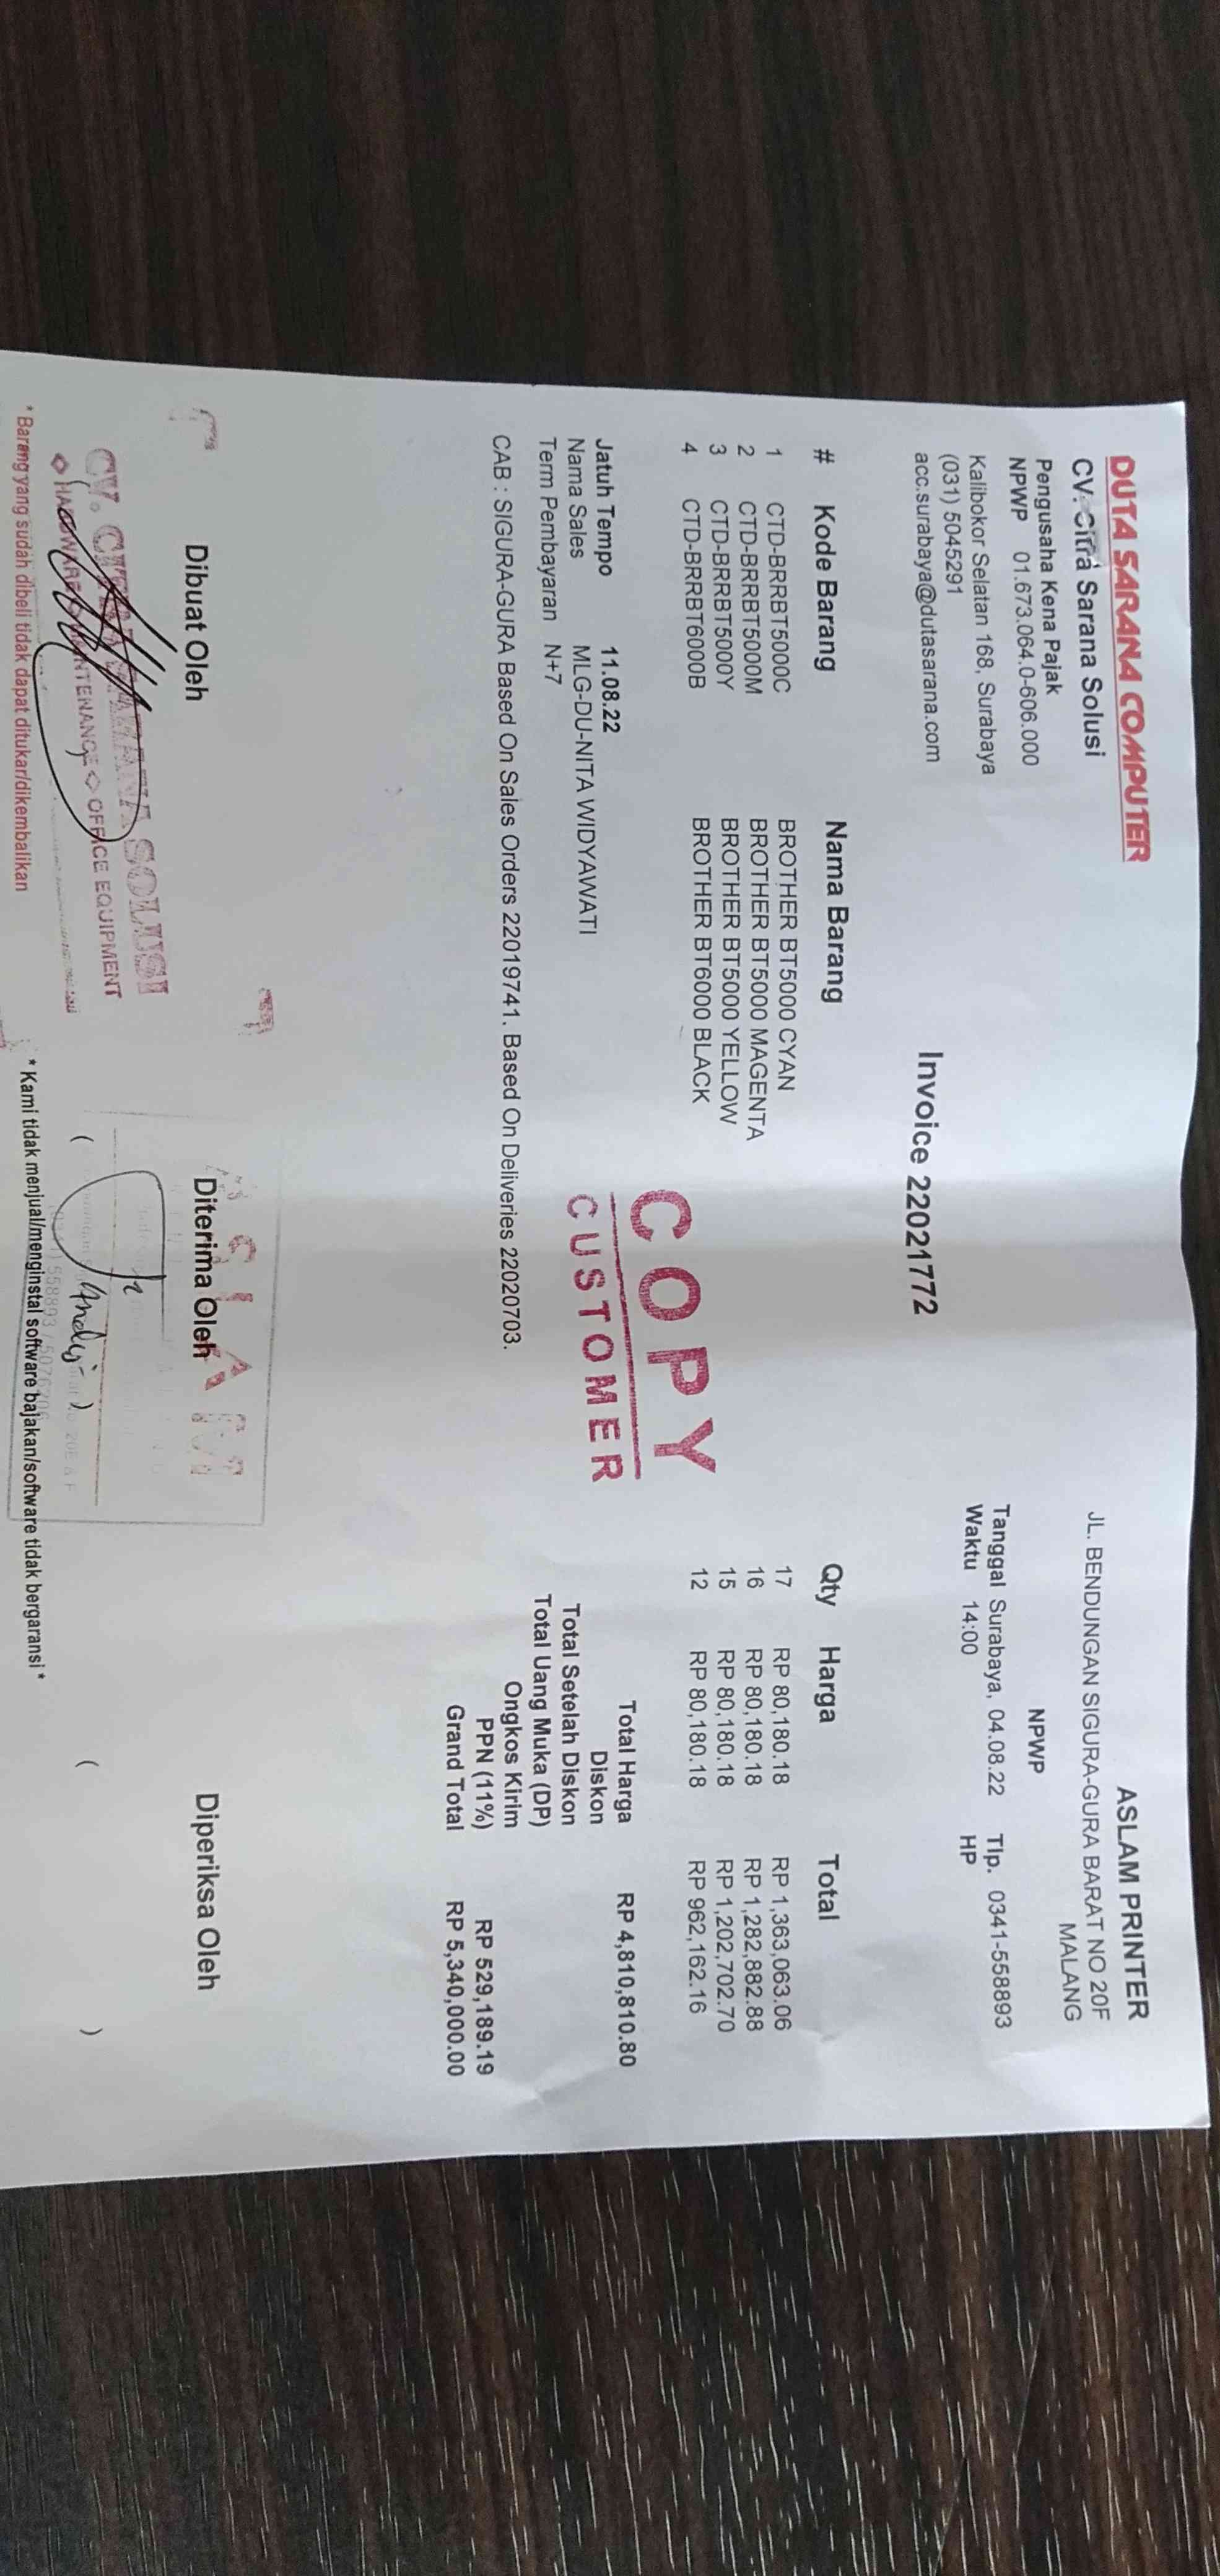 DUTA SARANA COMPUTER
CV. Citra Sarana Solusi
Pengusaha Kena Pajak
NPWP 01.673.064.0-606.000
Kalibokor Selatan 168, Surabaya
(031) 5045291
acc.surabaya@dutasarana.com
ASLAM PRINTER
JL. BENDUNGAN SIGURA-GURA BARAT NO 20F
MALANG
NPWP
Tanggal Surabaya, 04.08.22 Tlp. 0341-558893
Waktu 14:00 HP
Invoice 22021772
# Kode Barang Nama Barang Qty Harga Total
1 CTD-BRRBT5000C BROTHER BT5000 CYAN 17 RP 80,180.18 RP 1,363,063.06
2 CTD-BRRBT5000M BROTHER BT5000 MAGENTA 16 RP 80,180.18 RP 1,282,882.88
3 CTD-BRRBT5000Y BROTHER BT5000 YELLOW 15 RP 80,180.18 RP 1,202,702.70
4 CTD-BRRBT6000B BROTHER BT6000 BLACK 12 RP 80,180.18 RP 962,162.16
COPY
CUSTOMER
Jatuh Tempo 11.08.22
Nama Sales MLG-DU-NITA WIDYAWATI
Term Pembayaran N+7
CAB : SIGURA-GURA Based On Sales Orders 22019741. Based On Deliveries 22020703.
Total Harga RP 4,810,810.80
Diskon
Total Setelah Diskon
Total Uang Muka (DP)
Ongkos Kirim
PPN (11%) RP 529,189.19
Grand Total RP 5,340,000.00
Dibuat Oleh Diterima Oleh Diperiksa Oleh
CV. CITRA SARANA SOLUSI
HARDWARE MAINTENANCE OFFICE EQUIPMENT
ASLAM
( Andy ) ( )
* Barang yang sudah dibeli tidak dapat ditukar/dikembalikan
* Kami tidak menjual/menginstal software bajakan/software tidak bergaransi *